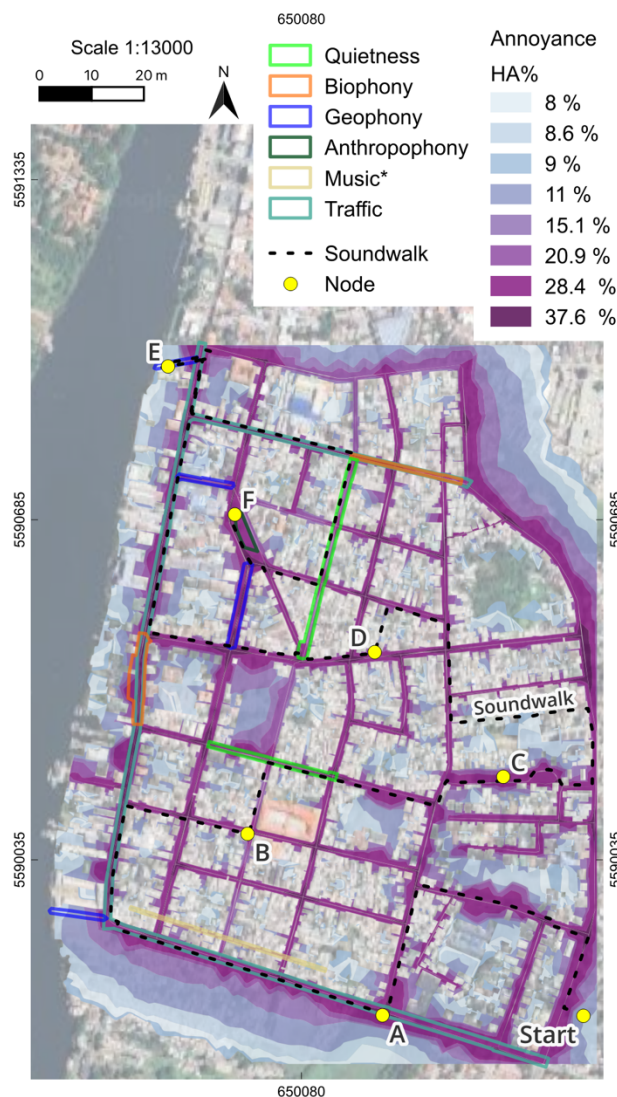 650080
Scale 1:13000
0 10 20 m
N
Quietness
Biophony
Geophony
Anthropophony
Music*
Traffic
Soundwalk
Node
Annoyance
HA%
8 %
8.6 %
9 %
11 %
15.1 %
20.9 %
28.4 %
37.6 %
5591335
5591335
E
5590685
F
5590685
D
Soundwalk
C
B
5590035
5590035
A
Start
650080